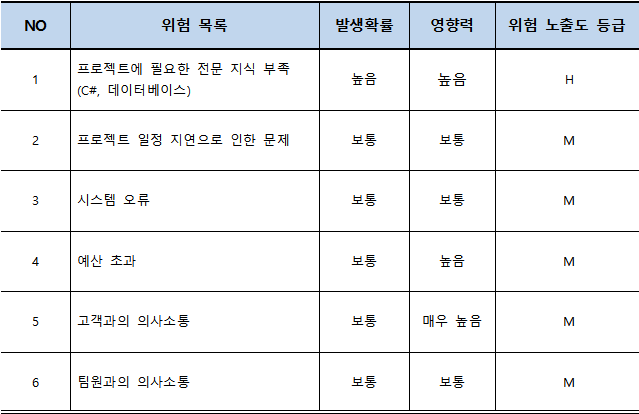 NO 위험 목록 발생확률 영향력 위험 노출도 등급
1 프로젝트에 필요한 전문 지식 부족 높음 높음 H
(C#, 데이터베이스)
2 프로젝트 일정 지연으로 인한 문제 보통 보통 M
3 시스템 오류 보통 보통 M
4 예산 초과 보통 높음 M
5 고객과의 의사소통 보통 매우 높음 M
6 팀원과의 의사소통 보통 보통 M